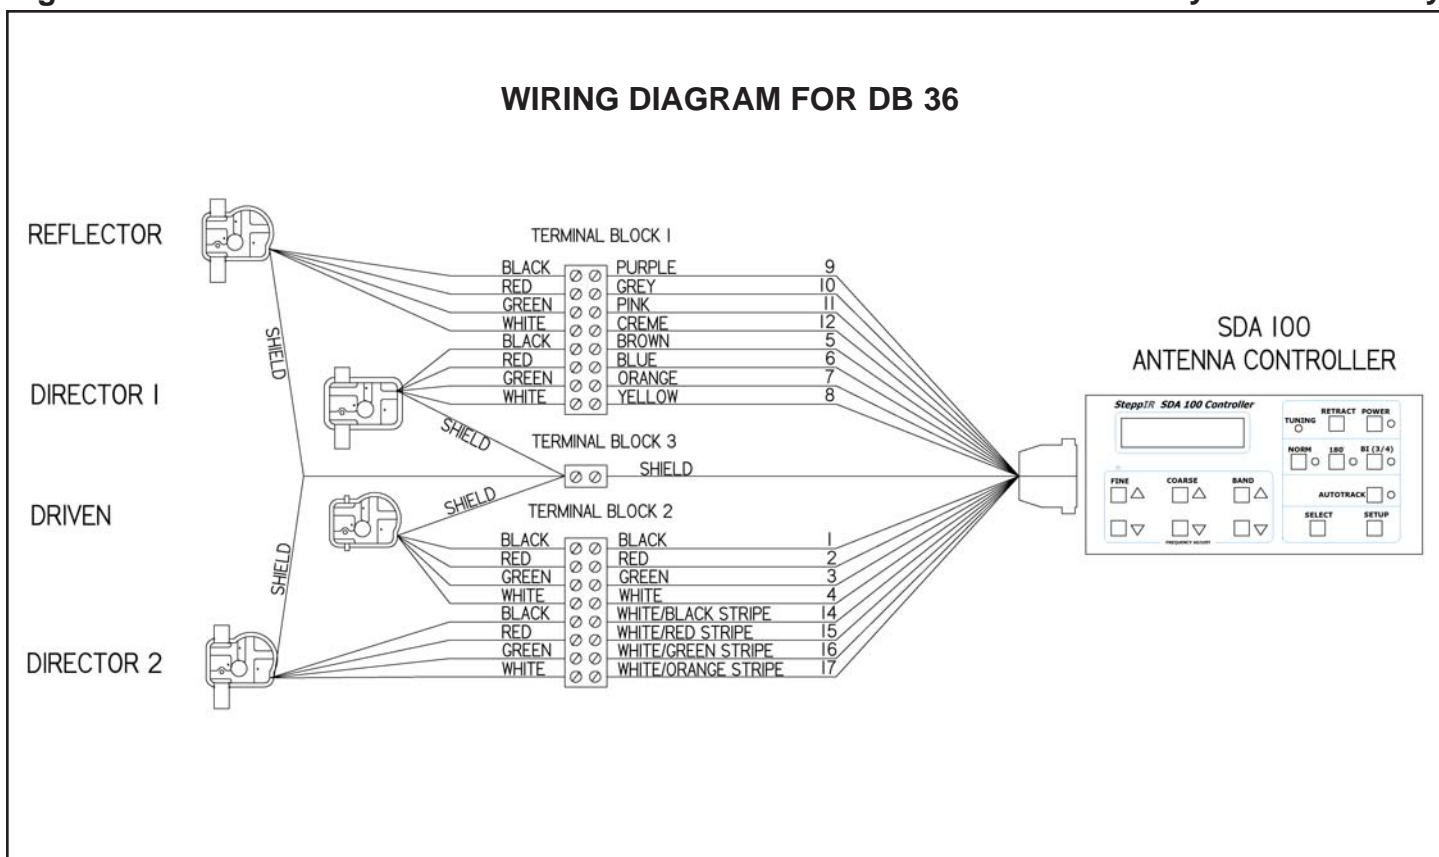 WIRING DIAGRAM FOR DB 36
REFLECTOR
DIRECTOR 1
DRIVEN
DIRECTOR 2
SHIELD
SHIELD
SHIELD
SHIELD
TERMINAL BLOCK 1
BLACK PURPLE 9
RED GREY 10
GREEN PINK 11
WHITE CREME 12
BLACK BROWN 5
RED BLUE 6
GREEN ORANGE 7
WHITE YELLOW 8
TERMINAL BLOCK 3
SHIELD
TERMINAL BLOCK 2
BLACK BLACK 1
RED RED 2
GREEN GREEN 3
WHITE WHITE 4
BLACK WHITE/BLACK STRIPE 14
RED WHITE/RED STRIPE 15
GREEN WHITE/GREEN STRIPE 16
WHITE WHITE/ORANGE STRIPE 17
SDA 100
ANTENNA CONTROLLER
SteppIR SDA 100 Controller
TUNING RETRACT POWER
NORM 180 BI (3/4)
FINE COARSE BAND
AUTOTRACK
SELECT SETUP
FREQUENCY ADJUST